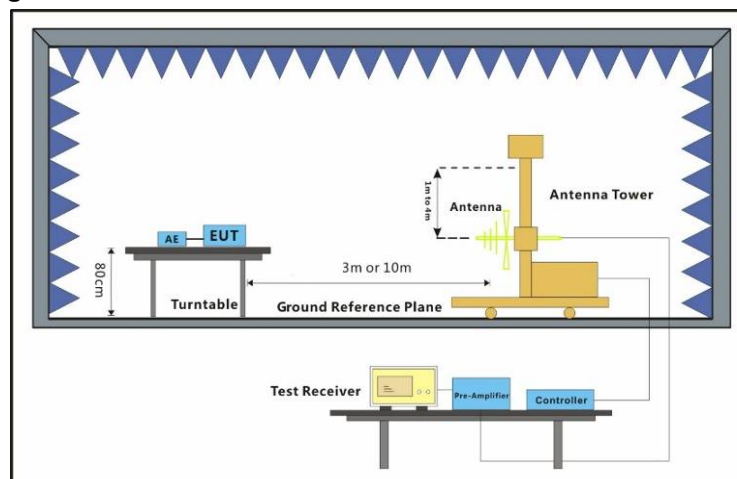 1m to 4m
Antenna
Antenna Tower
AE
EUT
80cm
3m or 10m
Turntable
Ground Reference Plane
Test Receiver
Pre-Amplifier
Controller